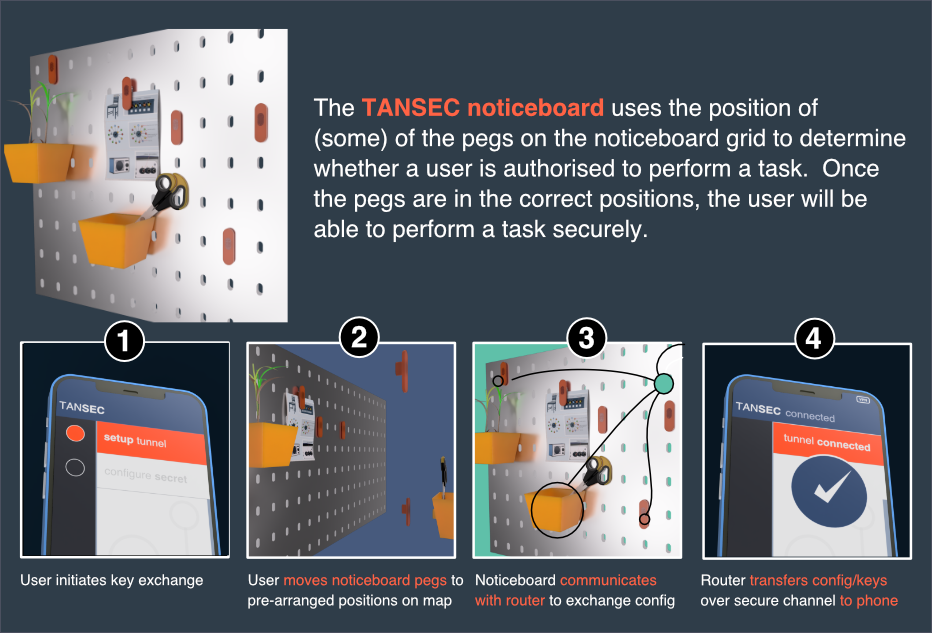 The TANSEC noticeboard uses the position of
(some) of the pegs on the noticeboard grid to determine
whether a user is authorised to perform a task.  Once
the pegs are in the correct positions, the user will be
able to perform a task securely.
1
TANSEC
setup tunnel
configure secret
User initiates key exchange
2
User moves noticeboard pegs to
pre-arranged positions on map
3
Noticeboard communicates
with router to exchange config
4
TANSEC connected
tunnel connected
Router transfers config/keys
over secure channel to phone